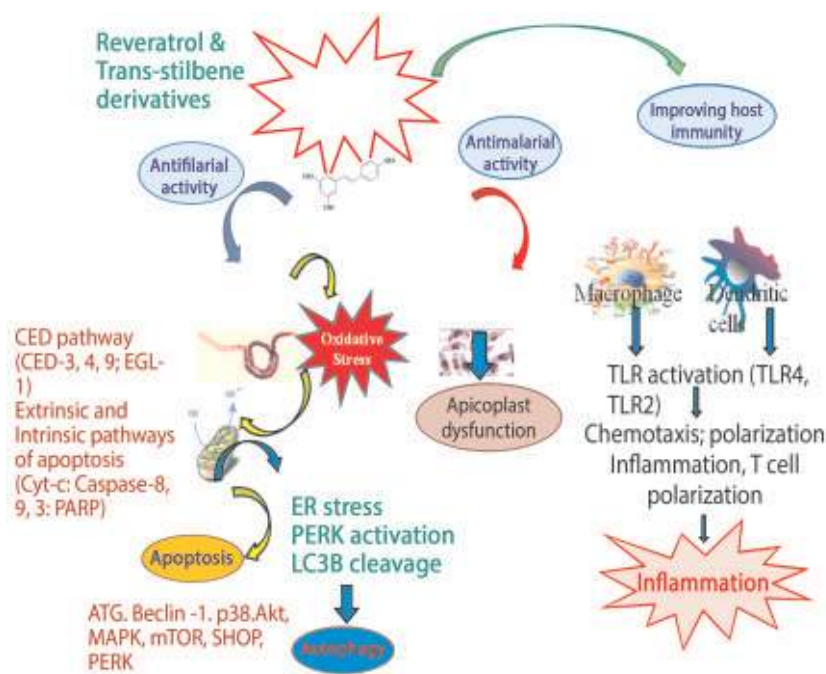 Reveratrol &
Trans-stilbene
derivatives
Improving host
immunity
Antifilarial
activity
Antimalarial
activity
Macrophage
Dendritic
cells
CED pathway
(CED-3, 4, 9; EGL-
1)
Extrinsic and
Intrinsic pathways
of apoptosis
(Cyt-c: Caspase-8,
9, 3: PARP)
Oxidative
Stress
Apicoplast
dysfunction
TLR activation (TLR4,
TLR2)
Chemotaxis; polarization
Inflammation, T cell
polarization
ER stress
PERK activation
LC3B cleavage
Apoptosis
Inflammation
ATG. Beclin -1. p38.Akt,
MAPK, mTOR, SHOP,
PERK
Autophagy